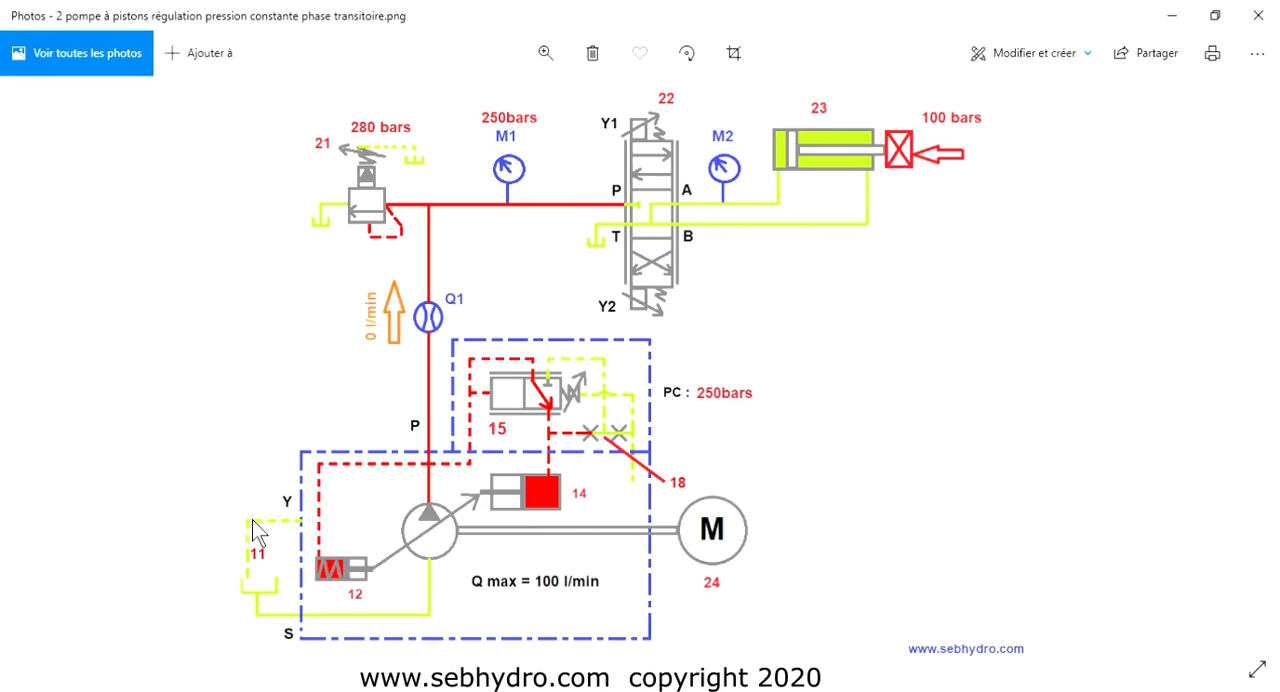 Photos - 2 pompe à pistons régulation pression constante phase transitoire.png
Voir toutes les photos
Ajouter à
Modifier et créer
Partager
22
280 bars
250bars
M1
Y1
M2
23
100 bars
21
P
A
T
B
Q1
0 l/min
Y2
PC : 250bars
15
P
18
14
Y
M
11
12
Q max = 100 l/min
24
S
www.sebhydro.com
www.sebhydro.com copyright 2020